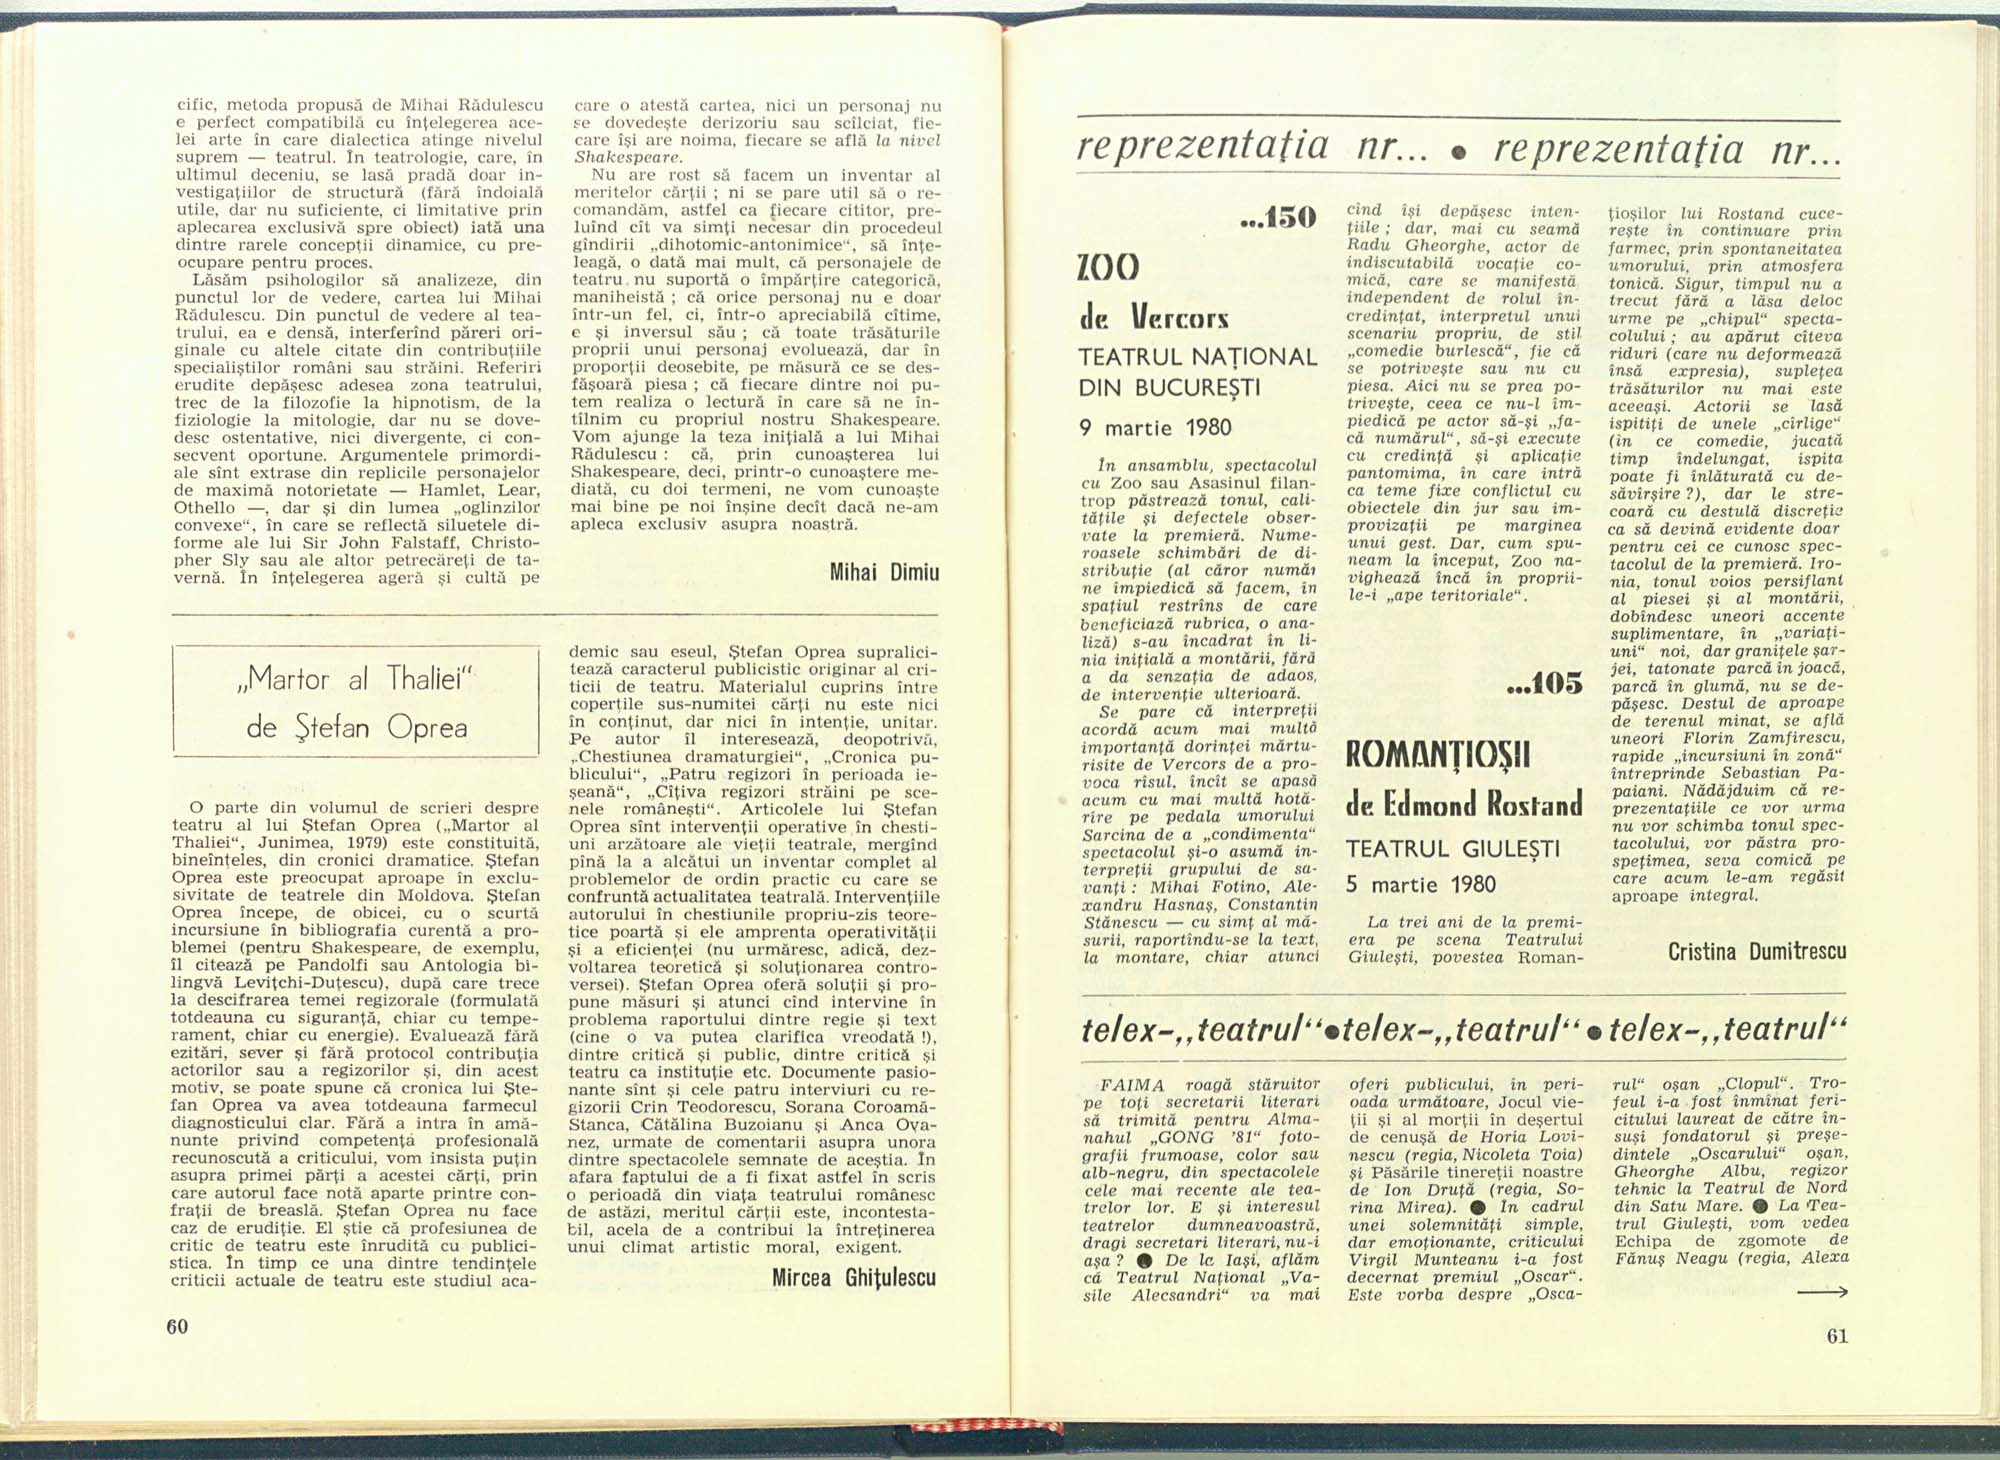 cific, metoda propusă de Mihai Rădulescu
e perfect compatibilă cu înțelegerea ace-
lei arte în care dialectica atinge nivelul
suprem — teatrul. În teatrologie, care, în
ultimul deceniu, se lasă pradă doar in-
vestigațiilor de structură (fără îndoială
utile, dar nu suficiente, ci limitative prin
aplecarea exclusivă spre obiect) iată una
dintre rarele concepții dinamice, cu pre-
ocupare pentru proces.
Lăsăm psihologilor să analizeze, din
punctul lor de vedere, cartea lui Mihai
Rădulescu. Din punctul de vedere al tea-
trului, ea e densă, interferînd păreri ori-
ginale cu altele citate din contribuțiile
specialiștilor români sau străini. Referiri
erudite depășesc adesea zona teatrului,
trec de la filozofie la hipnotism, de la
fiziologie la mitologie, dar nu se dove-
desc ostentative, nici divergente, ci con-
secvent oportune. Argumentele primordi-
ale sînt extrase din replicile personajelor
de maximă notorietate — Hamlet, Lear,
Othello —, dar și din lumea „oglinzilor
convexe“, în care se reflectă siluetele di-
forme ale lui Sir John Falstaff, Christo-
pher Sly sau ale altor petrecăreți de ta-
vernă. În înțelegerea ageră și cultă pe
care o atestă cartea, nici un personaj nu
se dovedește derizoriu sau scîlciat, fie-
care își are noima, fiecare se află la nivel
Shakespeare.
Nu are rost să facem un inventar al
meritelor cărții ; ni se pare util să o re-
comandăm, astfel ca fiecare cititor, pre-
luînd cît va simți necesar din procedeul
gîndirii „dihotomic-antonimice“, să înțe-
leagă, o dată mai mult, că personajele de
teatru nu suportă o împărțire categorică,
maniheistă ; că orice personaj nu e doar
într-un fel, ci, într-o apreciabilă cîtime,
e și inversul său ; că toate trăsăturile
proprii unui personaj evoluează, dar în
proporții deosebite, pe măsură ce se des-
fășoară piesa ; că fiecare dintre noi pu-
tem realiza o lectură în care să ne în-
tîlnim cu propriul nostru Shakespeare.
Vom ajunge la teza inițială a lui Mihai
Rădulescu : că, prin cunoașterea lui
Shakespeare, deci, printr-o cunoaștere me-
diată, cu doi termeni, ne vom cunoaște
mai bine pe noi înșine decît dacă ne-am
apleca exclusiv asupra noastră.
Mihai Dimiu
„Martor al Thaliei“
de Ștefan Oprea
O parte din volumul de scrieri despre
teatru al lui Ștefan Oprea („Martor al
Thaliei“, Junimea, 1979) este constituită,
bineînțeles, din cronici dramatice. Ștefan
Oprea este preocupat aproape în exclu-
sivitate de teatrele din Moldova. Ștefan
Oprea începe, de obicei, cu o scurtă
incursiune în bibliografia curentă a pro-
blemei (pentru Shakespeare, de exemplu,
îl citează pe Pandolfi sau Antologia bi-
lingvă Levițchi-Duțescu), după care trece
la descifrarea temei regizorale (formulată
totdeauna cu siguranță, chiar cu tempe-
rament, chiar cu energie). Evaluează fără
ezitări, sever și fără protocol contribuția
actorilor sau a regizorilor și, din acest
motiv, se poate spune că cronica lui Ște-
fan Oprea va avea totdeauna farmecul
diagnosticului clar. Fără a intra în amă-
nunte privind competența profesională
recunoscută a criticului, vom insista puțin
asupra primei părți a acestei cărți, prin
care autorul face notă aparte printre con-
frații de breaslă. Ștefan Oprea nu face
caz de erudiție. El știe că profesiunea de
critic de teatru este înrudită cu publici-
stica. În timp ce una dintre tendințele
criticii actuale de teatru este studiul aca-
demic sau eseul, Ștefan Oprea supralici-
tează caracterul publicistic originar al cri-
ticii de teatru. Materialul cuprins între
coperțile sus-numitei cărți nu este nici
în conținut, dar nici în intenție, unitar.
Pe autor îl interesează, deopotrivă,
„Chestiunea dramaturgiei“, „Cronica pu-
blicului“, „Patru regizori în perioada ie-
șeană“, „Cîțiva regizori străini pe sce-
nele românești“. Articolele lui Ștefan
Oprea sînt intervenții operative în chesti-
uni arzătoare ale vieții teatrale, mergînd
pînă la a alcătui un inventar complet al
problemelor de ordin practic cu care se
confruntă actualitatea teatrală. Intervențiile
autorului în chestiunile propriu-zis teore-
tice poartă și ele amprenta operativității
și a eficienței (nu urmăresc, adică, dez-
voltarea teoretică și soluționarea contro-
versei). Ștefan Oprea oferă soluții și pro-
pune măsuri și atunci cînd intervine în
problema raportului dintre regie și text
(cine o va putea clarifica vreodată !),
dintre critică și public, dintre critică și
teatru ca instituție etc. Documente pasio-
nante sînt și cele patru interviuri cu re-
gizorii Crin Teodorescu, Sorana Coroamă-
Stanca, Cătălina Buzoianu și Anca Ova-
nez, urmate de comentarii asupra unora
dintre spectacolele semnate de aceștia. În
afara faptului de a fi fixat astfel în scris
o perioadă din viața teatrului românesc
de astăzi, meritul cărții este, incontesta-
bil, acela de a contribui la întreținerea
unui climat artistic moral, exigent.
Mircea Ghițulescu
60
reprezentația nr... ● reprezentația nr...
...150
ZOO
de Vercors
TEATRUL NAȚIONAL
DIN BUCUREȘTI
9 martie 1980
In ansamblu, spectacolul
cu Zoo sau Asasinul filan-
trop păstrează tonul, cali-
tățile și defectele obser-
vate la premieră. Nume-
roasele schimbări de di-
stribuție (al căror număr
ne împiedică să facem, în
spațiul restrîns de care
beneficiază rubrica, o ana-
liză) s-au încadrat în li-
nia inițială a montării, fără
a da senzația de adaos,
de intervenție ulterioară.
Se pare că interpreții
acordă acum mai multă
importanță dorinței mărtu-
risite de Vercors de a pro-
voca rîsul, încît se apasă
acum cu mai multă hotă-
rîre pe pedala umorului
Sarcina de a „condimenta“
spectacolul și-o asumă in-
terpreții grupului de sa-
vanți : Mihai Fotino, Ale-
xandru Hasnaș, Constantin
Stănescu — cu simț al mă-
surii, raportîndu-se la text,
la montare, chiar atunci
cînd își depășesc inten-
țiile ; dar, mai cu seamă
Radu Gheorghe, actor de
indiscutabilă vocație co-
mică, care se manifestă
independent de rolul în-
credințat, interpretul unui
scenariu propriu, de stil
„comedie burlescă“, fie că
se potrivește sau nu cu
piesa. Aici nu se prea po-
trivește, ceea ce nu-l îm-
piedică pe actor să-și „fa-
că numărul“, să-și execute
cu credință și aplicație
pantomima, în care intră
ca teme fixe conflictul cu
obiectele din jur sau im-
provizații pe marginea
unui gest. Dar, cum spu-
neam la început, Zoo na-
vighează încă în proprii-
le-i „ape teritoriale“.
...105
ROMANȚIOȘII
de Edmond Rostand
TEATRUL GIULEȘTI
5 martie 1980
La trei ani de la premi-
era pe scena Teatrului
Giulești, povestea Roman-
țioșilor lui Rostand cuce-
rește în continuare prin
farmec, prin spontaneitatea
umorului, prin atmosfera
tonică. Sigur, timpul nu a
trecut fără a lăsa deloc
urme pe „chipul“ specta-
colului ; au apărut cîteva
riduri (care nu deformează
însă expresia), suplețea
trăsăturilor nu mai este
aceeași. Actorii se lasă
ispitiți de unele „cîrlige“
(în ce comedie, jucată
timp îndelungat, ispita
poate fi înlăturată cu de-
săvîrșire ?), dar le stre-
coară cu destulă discreție
ca să devină evidente doar
pentru cei ce cunosc spec-
tacolul de la premieră. Iro-
nia, tonul voios persiflant
al piesei și al montării,
dobîndesc uneori accente
suplimentare, în „variați-
uni“ noi, dar granițele șar-
jei, tatonate parcă în joacă,
parcă în glumă, nu se de-
pășesc. Destul de aproape
de terenul minat, se află
uneori Florin Zamfirescu,
rapide „incursiuni în zonă“
întreprinde Sebastian Pa-
paiani. Nădăjduim că re-
prezentațiile ce vor urma
nu vor schimba tonul spec-
tacolului, vor păstra pro-
spețimea, seva comică pe
care acum le-am regăsit
aproape integral.
Cristina Dumitrescu
telex-„teatrul“●telex-„teatrul“●telex-„teatrul“
FAIMA roagă stăruitor
pe toți secretarii literari
să trimită pentru Alma-
nahul „GONG '81“ foto-
grafii frumoase, color sau
alb-negru, din spectacolele
cele mai recente ale tea-
trelor lor. E și interesul
teatrelor dumneavoastră,
dragi secretari literari, nu-i
așa ? ● De la Iași, aflăm
că Teatrul Național „Va-
sile Alecsandri“ va mai
oferi publicului, în peri-
oada următoare, Jocul vie-
ții și al morții în deșertul
de cenușă de Horia Lovi-
nescu (regia, Nicoleta Toia)
și Păsările tinereții noastre
de Ion Druță (regia, So-
rina Mirea). ● In cadrul
unei solemnități simple,
dar emoționante, criticului
Virgil Munteanu i-a fost
decernat premiul „Oscar“.
Este vorba despre „Osca-
rul“ oșan „Clopul“. Tro-
feul i-a fost înmînat feri-
citului laureat de către în-
suși fondatorul și preșe-
dintele „Oscarului“ oșan,
Gheorghe Albu, regizor
tehnic la Teatrul de Nord
din Satu Mare. ● La Tea-
trul Giulești, vom vedea
Echipa de zgomote de
Fănuș Neagu (regia, Alexa
61